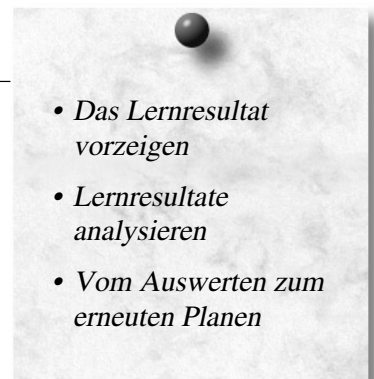 • Das Lernresultat
vorzeigen
• Lernresultate
analysieren
• Vom Auswerten zum
erneuten Planen